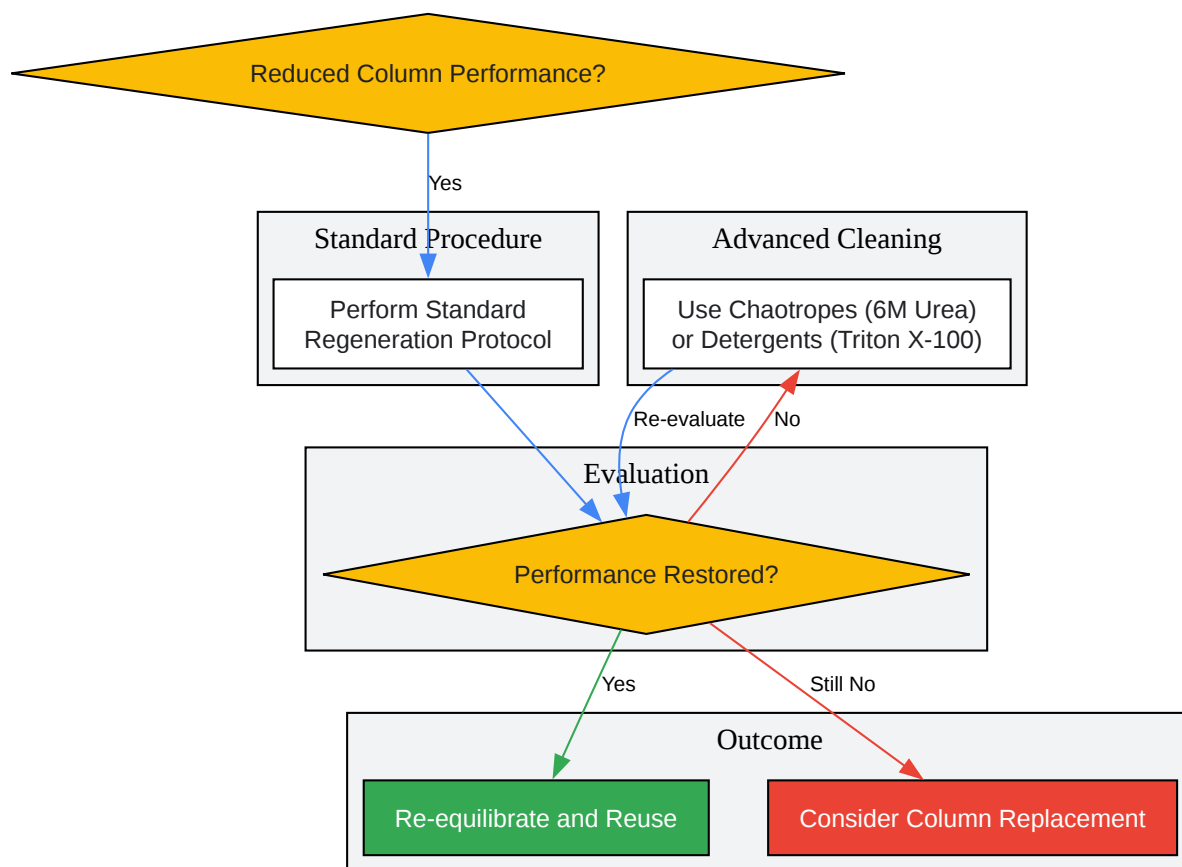 Reduced Column Performance?
Yes
Standard Procedure
Perform Standard
Regeneration Protocol
Advanced Cleaning
Use Chaotropes (6M Urea)
or Detergents (Triton X-100)
Re-evaluate
No
Evaluation
Performance Restored?
Yes
Still No
Outcome
Re-equilibrate and Reuse
Consider Column Replacement